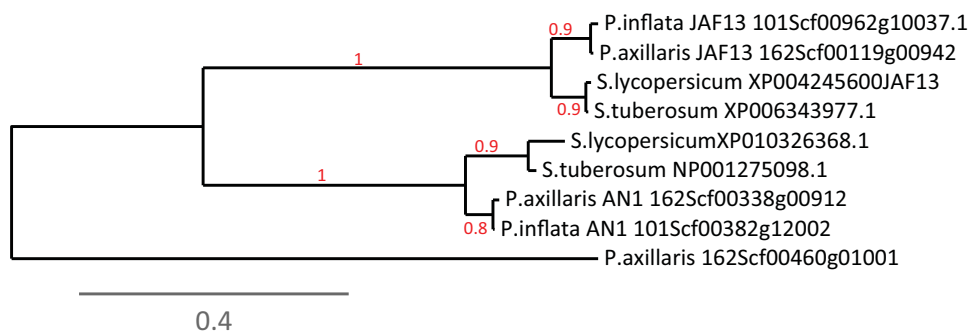 P.inflata JAF13 101Scf00962g10037.1
0.9
P.axillaris JAF13 162Scf00119g00942
1
S.lycopersicum XP004245600JAF13
0.9
S.tuberosum XP006343977.1
S.lycopersicumXP010326368.1
0.9
S.tuberosum NP001275098.1
1
P.axillaris AN1 162Scf00338g00912
0.8
P.inflata AN1 101Scf00382g12002
P.axillaris 162Scf00460g01001
0.4